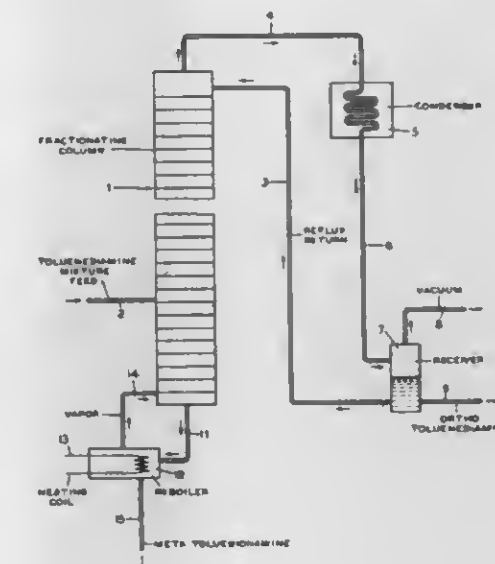 4
CONDENSER
5
FRACTIONATING
COLUMN
1
3
REFLUX
RETURN
6
TOLUENEDIAMINE
MIXTURE
FEED
2
VACUUM
7
8
RECEIVER
14
9
ORTHO
TOLUENEDIAM
VAPOR
11
13
12
HEATING
COIL
REBOILER
15
META TOLUENEDIAMINE